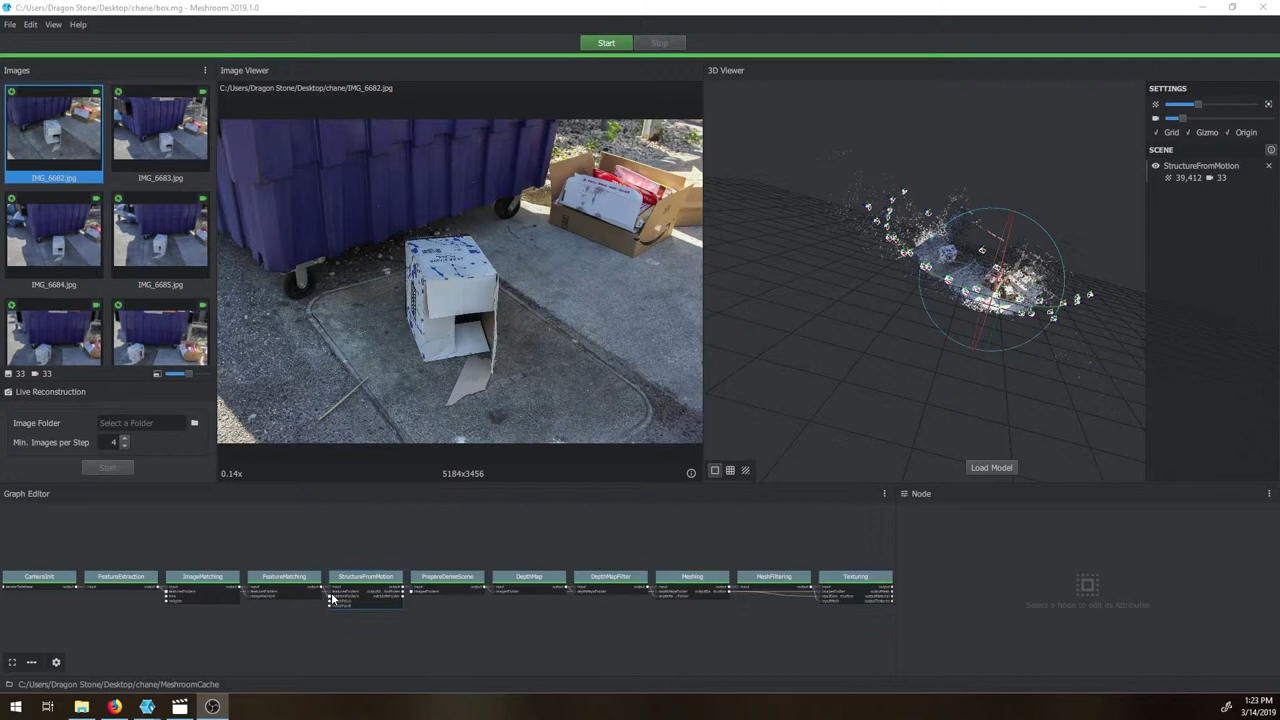 C:/Users/Dragon Stone/Desktop/chane/box.mg - Meshroom 2019.1.0
File Edit View Help
Start Stop
Images
IMG_6682.jpg IMG_6683.jpg
IMG_6684.jpg IMG_6685.jpg
33 33
Live Reconstruction
Image Folder Select a Folder
Min. Images per Step 4
Start
Image Viewer
C:/Users/Dragon Stone/Desktop/chane/IMG_6682.jpg
0.14x 5184x3456
3D Viewer
SETTINGS
Grid Gizmo Origin
SCENE
StructureFromMotion
39,412 33
Load Model
Graph Editor
CameraInit FeatureExtraction ImageMatching FeatureMatching StructureFromMotion PrepareDenseScene DepthMap DepthMapFilter Meshing MeshFiltering Texturing
Node
Select a Node to edit its Attributes
C:/Users/Dragon Stone/Desktop/chane/MeshroomCache
1:23 PM
3/14/2019